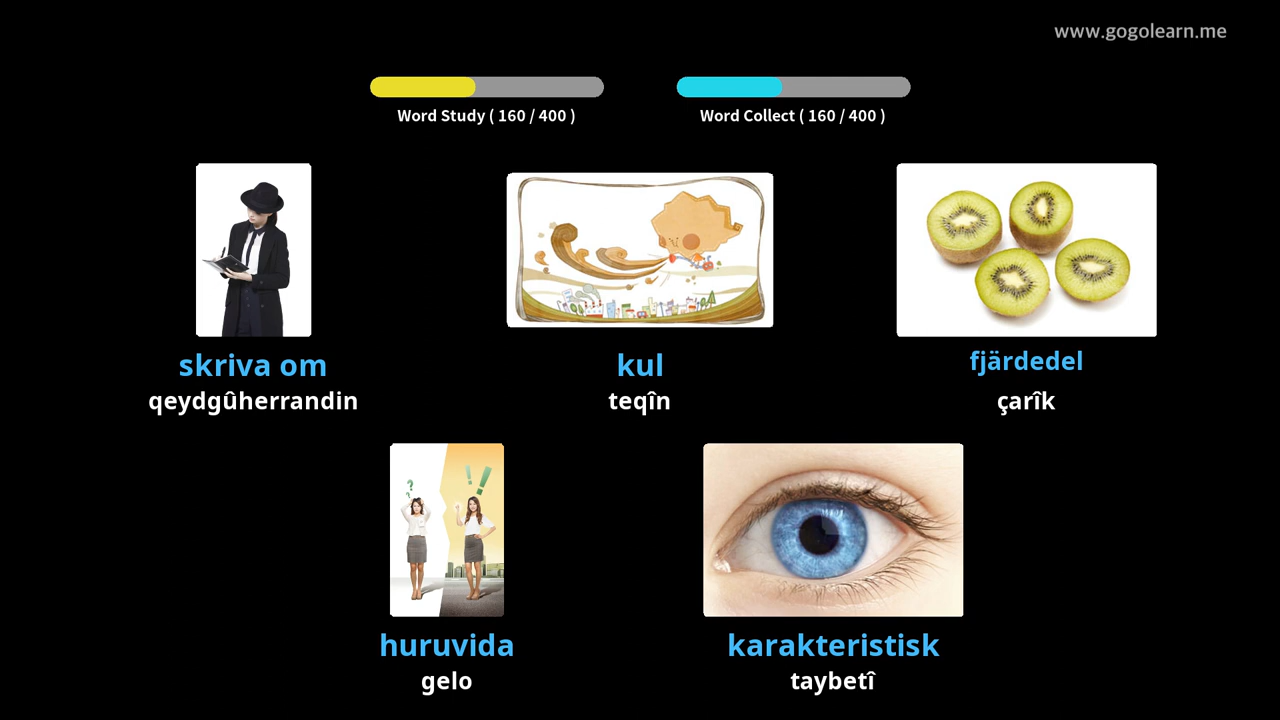 www.gogolearn.me
Word Study ( 160 / 400 )
Word Collect ( 160 / 400 )
skriva om
qeydgûherrandin
kul
teqîn
fjärdedel
çarîk
huruvida
gelo
karakteristisk
taybetî